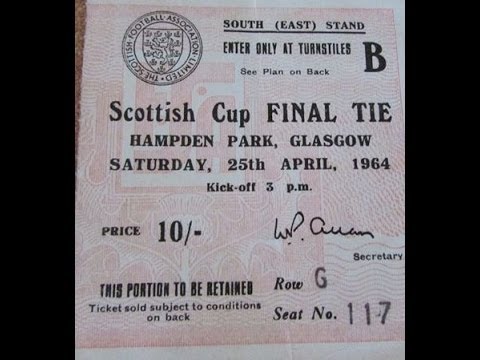 THE SCOTTISH FOOTBALL ASSOCIATION LIMITED
SOUTH (EAST) STAND
ENTER ONLY AT TURNSTILES B
See Plan on Back
Scottish Cup FINAL TIE
HAMPDEN PARK, GLASGOW
SATURDAY, 25th APRIL, 1964
Kick-off 3 p.m.
PRICE 10/-
W.P. Allan
Secretary
THIS PORTION TO BE RETAINED
Ticket sold subject to conditions
on back
Row G
Seat No. 117